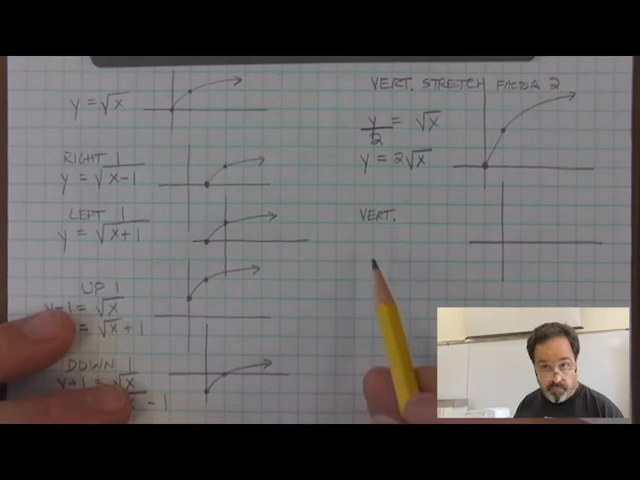 y = √x
RIGHT 1
y = √x-1
LEFT 1
y = √x+1
UP 1
y-1 = √x
= √x + 1
DOWN 1
y+1 = √x
- 1
VERT. STRETCH FACTOR 2
y/2 = √x
y = 2√x
VERT.